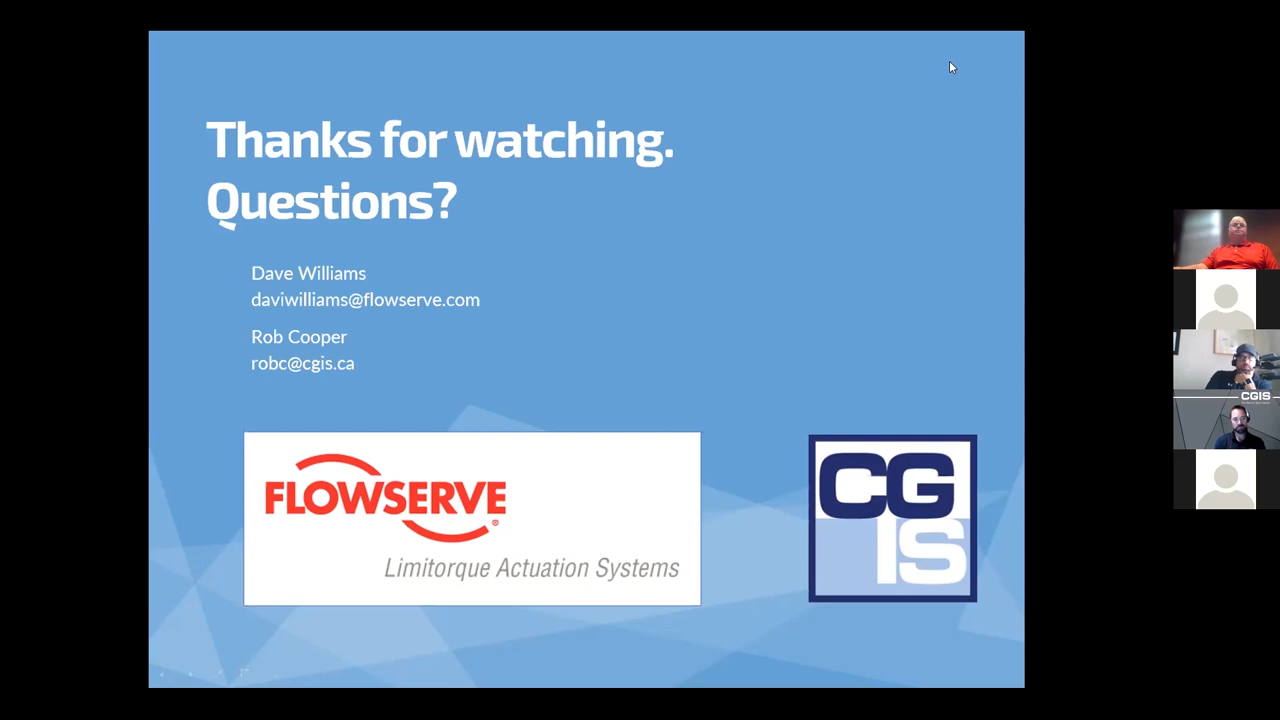 Thanks for watching.
Questions?
Dave Williams
daviwilliams@flowserve.com
Rob Cooper
robc@cgis.ca
FLOWSERVE®
Limitorque Actuation Systems
CG
IS
CGIS